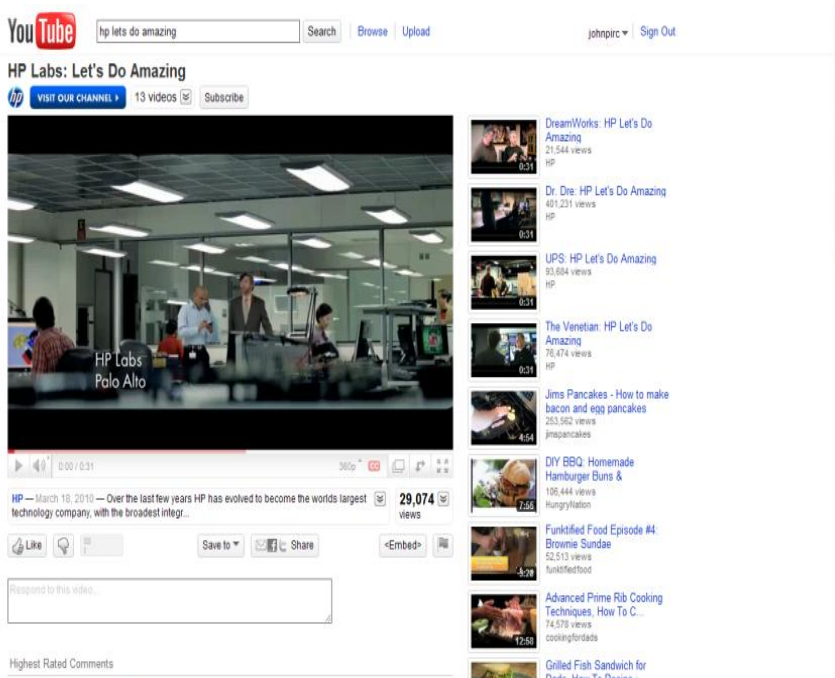 YouTube
hp lets do amazing
Search
Browse
Upload
johnpirc
Sign Out
HP Labs: Let's Do Amazing
hp
VISIT OUR CHANNEL
13 videos
Subscribe
HP Labs
Palo Alto
0:00 / 0:31
360p
CC
HP — March 18, 2010 — Over the last few years HP has evolved to become the worlds largest
technology company, with the broadest integr...
29,074
views
Like
Save to
Share
<Embed>
Respond to this video...
Highest Rated Comments
0:31
DreamWorks: HP Let's Do
Amazing
21,544 views
HP
0:31
Dr. Dre: HP Let's Do Amazing
401,231 views
HP
0:31
UPS: HP Let's Do Amazing
93,684 views
HP
0:31
The Venetian: HP Let's Do
Amazing
76,474 views
HP
4:54
Jims Pancakes - How to make
bacon and egg pancakes
253,562 views
jimspancakes
7:55
DIY BBQ: Homemade
Hamburger Buns &
106,444 views
HungryNation
Funktified Food Episode #4:
Brownie Sundae
52,513 views
funktifiedfood
12:50
Advanced Prime Rib Cooking
Techniques, How To C...
74,578 views
cookingfordads
Grilled Fish Sandwich for